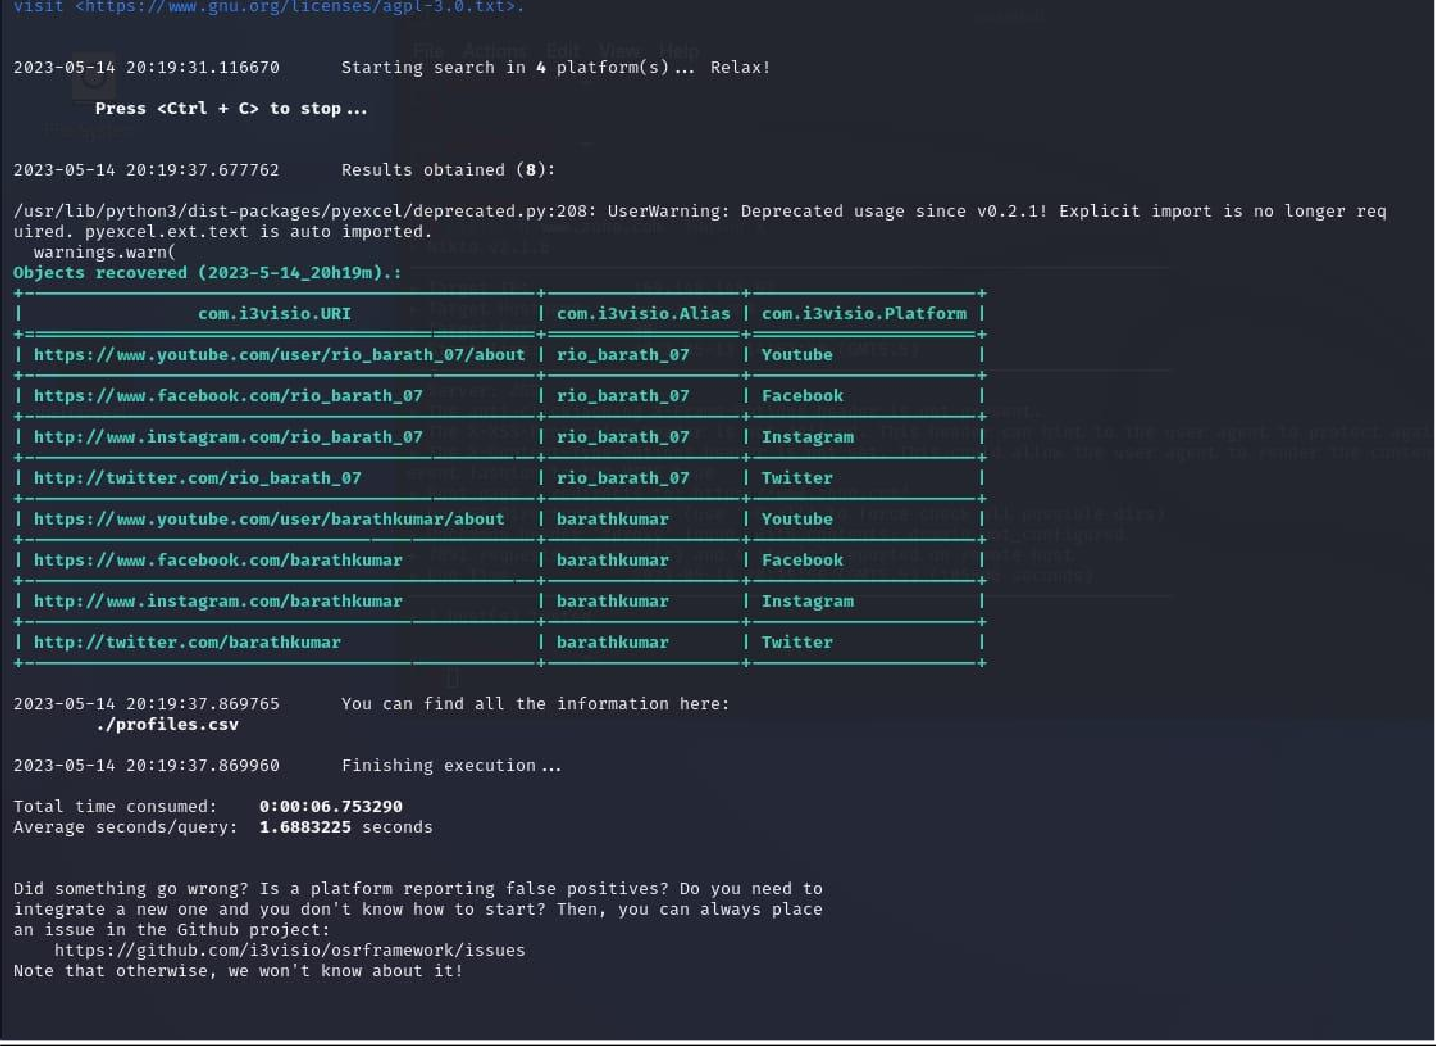 visit <https://www.gnu.org/licenses/agpl-3.0.txt>.
2023-05-14 20:19:31.116670      Starting search in 4 platform(s)... Relax!
Press <Ctrl + C> to stop...
2023-05-14 20:19:37.677762      Results obtained (8):
/usr/lib/python3/dist-packages/pyexcel/deprecated.py:208: UserWarning: Deprecated usage since v0.2.1! Explicit import is no longer req
uired. pyexcel.ext.text is auto imported.
  warnings.warn(
Objects recovered (2023-5-14_20h19m).:
| com.i3visio.URI | com.i3visio.Alias | com.i3visio.Platform |
| https://www.youtube.com/user/rio_barath_07/about | rio_barath_07 | Youtube |
| https://www.facebook.com/rio_barath_07 | rio_barath_07 | Facebook |
| http://www.instagram.com/rio_barath_07 | rio_barath_07 | Instagram |
| http://twitter.com/rio_barath_07 | rio_barath_07 | Twitter |
| https://www.youtube.com/user/barathkumar/about | barathkumar | Youtube |
| https://www.facebook.com/barathkumar | barathkumar | Facebook |
| http://www.instagram.com/barathkumar | barathkumar | Instagram |
| http://twitter.com/barathkumar | barathkumar | Twitter |
2023-05-14 20:19:37.869765      You can find all the information here:
./profiles.csv
2023-05-14 20:19:37.869960      Finishing execution...
Total time consumed:    0:00:06.753290
Average seconds/query:  1.6883225 seconds
Did something go wrong? Is a platform reporting false positives? Do you need to
integrate a new one and you don't know how to start? Then, you can always place
an issue in the Github project:
    https://github.com/i3visio/osrframework/issues
Note that otherwise, we won't know about it!